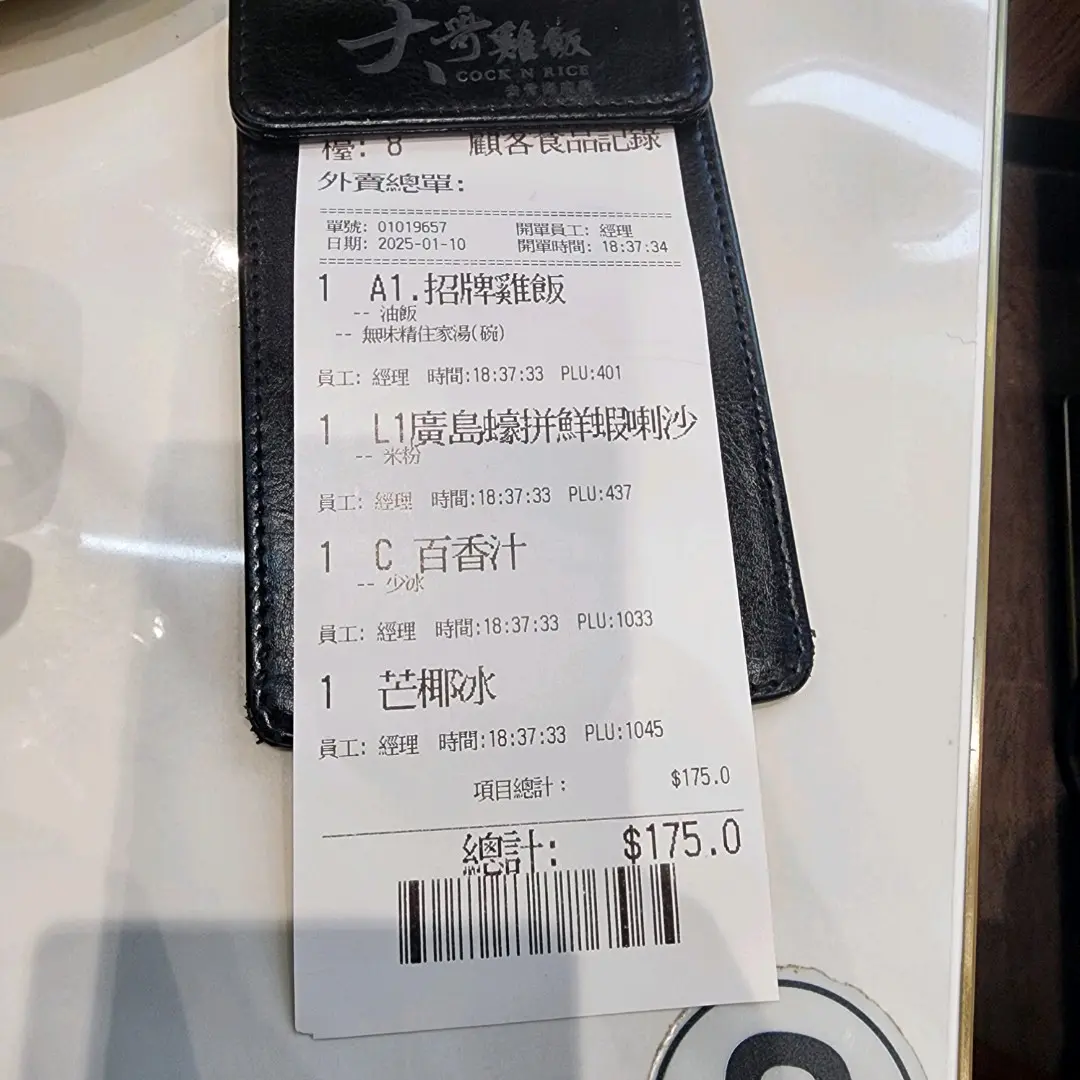 大哥雞飯
COCK N RICE
檯: 8 顧客食品記錄
外賣總單:
單號: 01019657 開單員工: 經理
日期: 2025-01-10 開單時間: 18:37:34
1 A1.招牌雞飯
-- 油飯
-- 無味精住家湯(碗)
員工: 經理 時間:18:37:33 PLU:401
1 L1廣島蠔拼鮮蝦喇沙
-- 米粉
員工: 經理 時間:18:37:33 PLU:437
1 C 百香汁
-- 少冰
員工: 經理 時間:18:37:33 PLU:1033
1 芒椰冰
員工: 經理 時間:18:37:33 PLU:1045
項目總計: $175.0
總計: $175.0